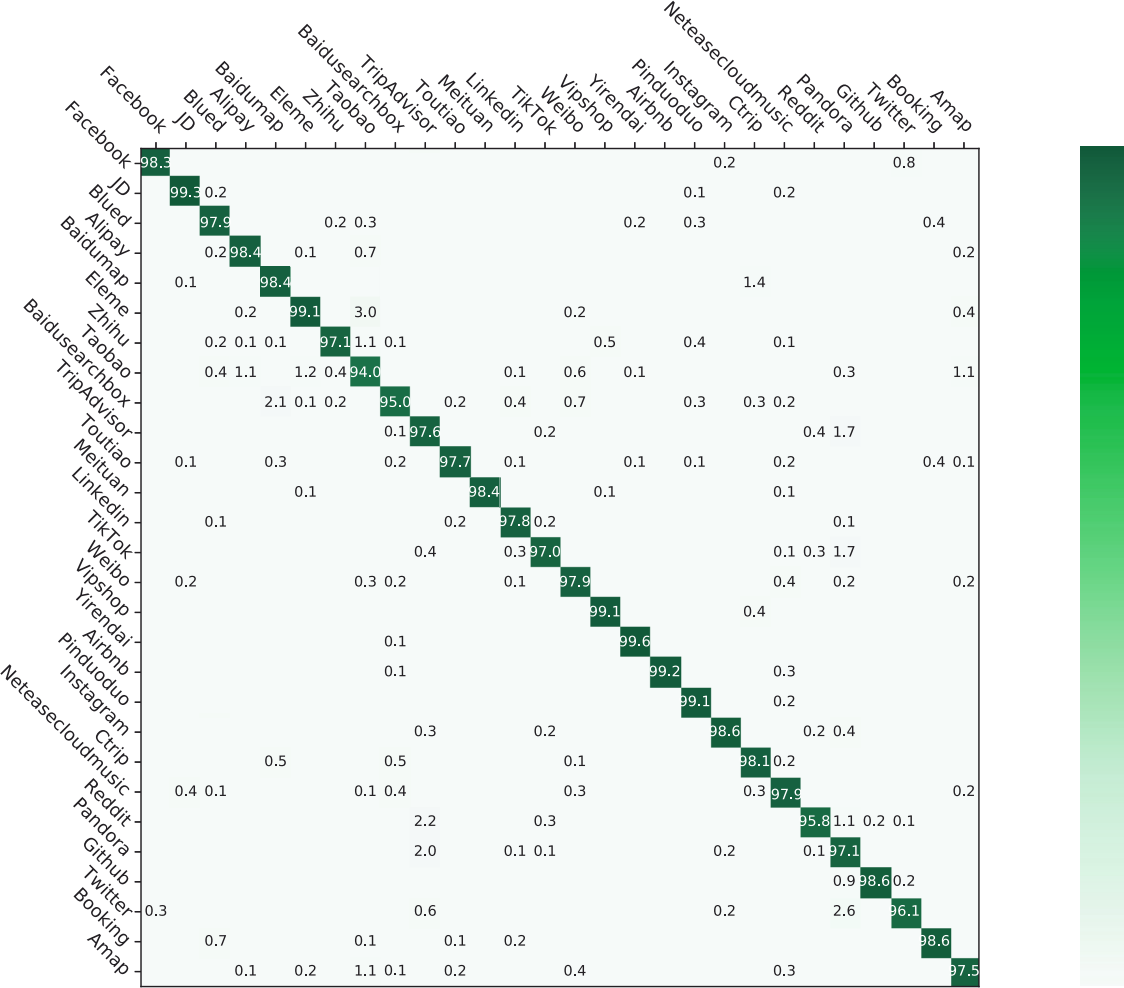 Facebook JD Blued Alipay Baidumap Eleme Zhihu Taobao Baidusearchbox TripAdvisor Toutiao Meituan Linkedin TikTok Weibo Vipshop Yirendai Airbnb Pinduoduo Instagram Ctrip Neteasecloudmusic Reddit Pandora Github Twitter Booking Amap
Facebook 98.3 0.2 0.8
JD 99.3 0.2 0.1 0.2
Blued 97.9 0.2 0.3 0.2 0.3 0.4
Alipay 0.2 98.4 0.1 0.7 0.2
Baidumap 0.1 98.4 1.4
Eleme 0.2 99.1 3.0 0.2 0.4
Zhihu 0.2 0.1 0.1 97.1 1.1 0.1 0.5 0.4 0.1
Taobao 0.4 1.1 1.2 0.4 94.0 0.1 0.6 0.1 0.3 1.1
Baidusearchbox 2.1 0.1 0.2 95.0 0.2 0.4 0.7 0.3 0.3 0.2
TripAdvisor 0.1 97.6 0.2 0.4 1.7
Toutiao 0.1 0.3 0.2 97.7 0.1 0.1 0.1 0.2 0.4 0.1
Meituan 0.1 98.4 0.1 0.1
Linkedin 0.1 0.2 97.8 0.2 0.1
TikTok 0.4 0.3 97.0 0.1 0.3 1.7
Weibo 0.2 0.3 0.2 0.1 97.9 0.4 0.2 0.2
Vipshop 99.1 0.4
Yirendai 0.1 99.6
Airbnb 0.1 99.2 0.3
Pinduoduo 99.1 0.2
Instagram 0.3 0.2 98.6 0.2 0.4
Ctrip 0.5 0.5 0.1 98.1 0.2
Neteasecloudmusic 0.4 0.1 0.1 0.4 0.3 0.3 97.9 0.2
Reddit 2.2 0.3 95.8 1.1 0.2 0.1
Pandora 2.0 0.1 0.1 0.2 0.1 97.1
Github 0.9 98.6 0.2
Twitter 0.3 0.6 0.2 2.6 96.1
Booking 0.7 0.1 0.1 0.2 98.6
Amap 0.1 0.2 1.1 0.1 0.2 0.4 0.3 97.5